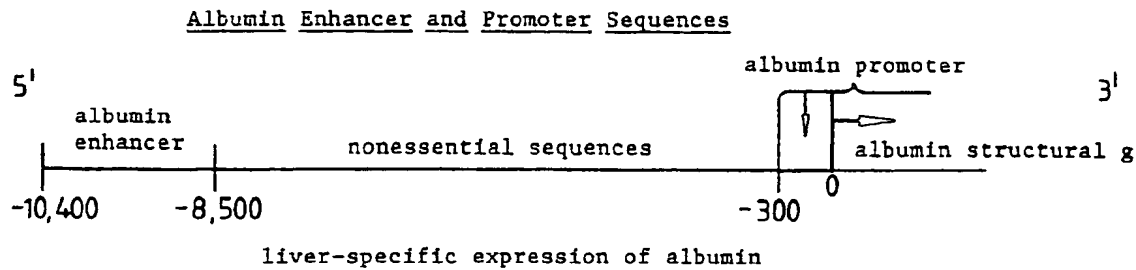 Albumin Enhancer and Promoter Sequences
albumin promoter
5' 3'
albumin
enhancer
nonessential sequences
albumin structural g
-10,400 -8,500 -300 0
liver-specific expression of albumin